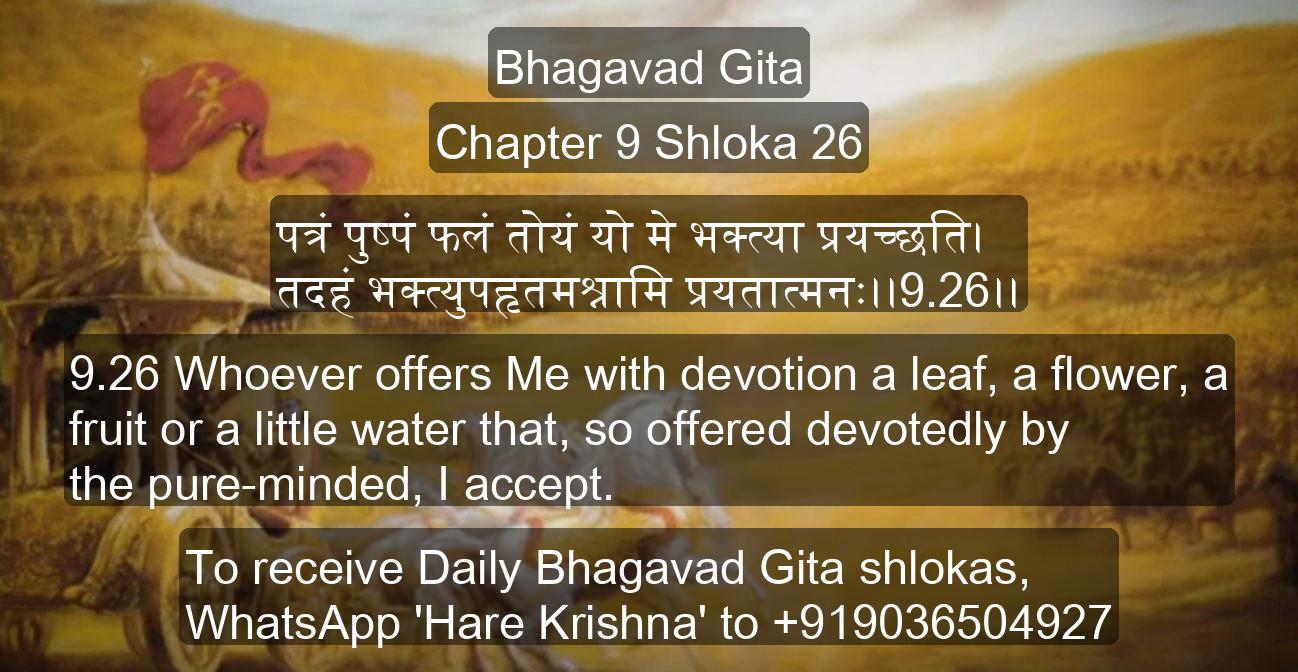 Bhagavad Gita
Chapter 9 Shloka 26
पत्रं पुष्पं फलं तोयं यो मे भक्त्या प्रयच्छति।
तदहं भक्त्युपहृतमश्नामि प्रयतात्मनः।।9.26।।
9.26 Whoever offers Me with devotion a leaf, a flower, a
fruit or a little water that, so offered devotedly by
the pure-minded, I accept.
To receive Daily Bhagavad Gita shlokas,
WhatsApp 'Hare Krishna' to +919036504927